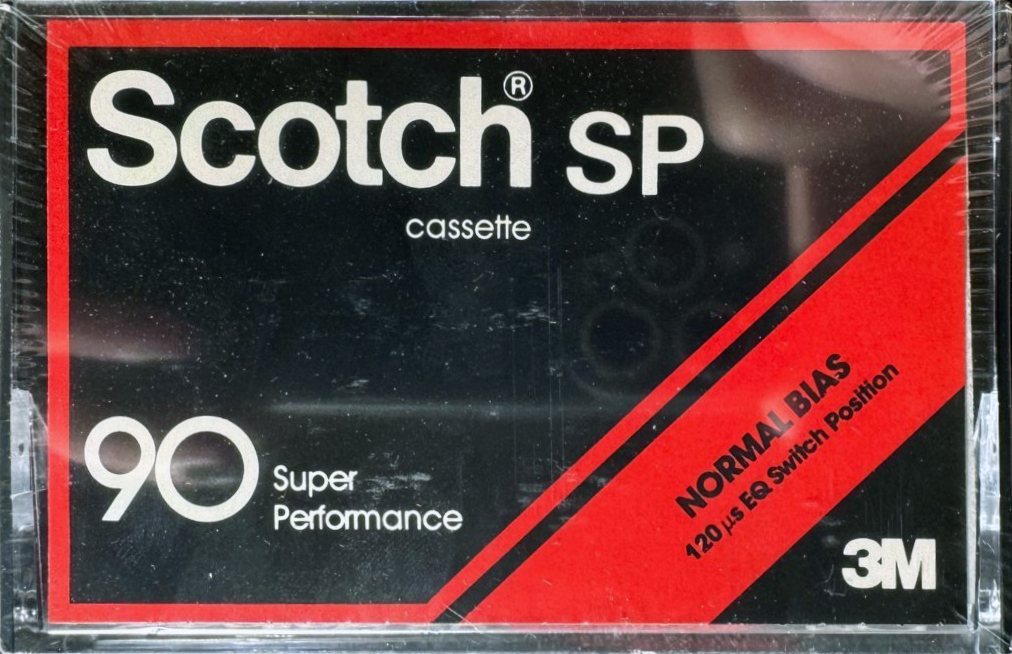 Scotch® SP
cassette
90 Super
Performance
NORMAL BIAS
120 µs EQ Switch Position
3M